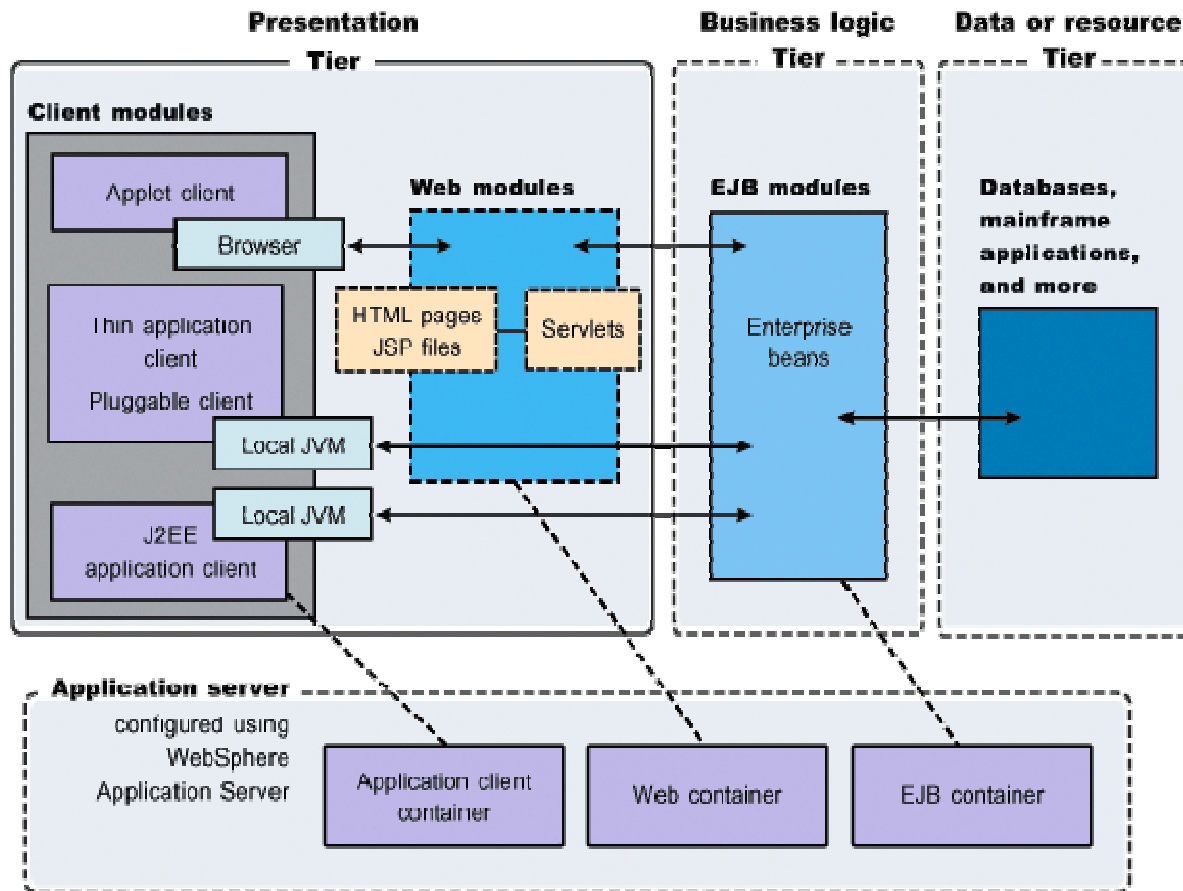 Presentation
Tier
Business logic
Tier
Data or resource
Tier
Client modules
Applet client
Browser
Thin application
client
Pluggable client
Local JVM
Local JVM
J2EE
application client
Web modules
HTML pages
JSP files
Servlets
EJB modules
Enterprise
beans
Databases,
mainframe
applications,
and more
Application server
configured using
WebSphere
Application Server
Application client
container
Web container
EJB container